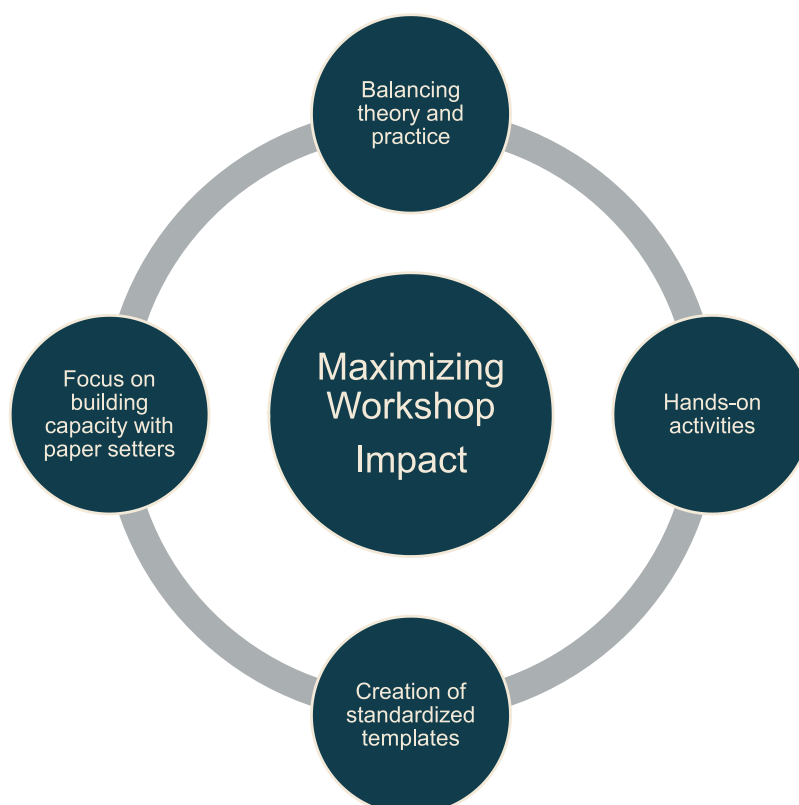 Balancing
theory and
practice
Focus on
building
capacity with
paper setters
Maximizing
Workshop
Impact
Hands-on
activities
Creation of
standardized
templates